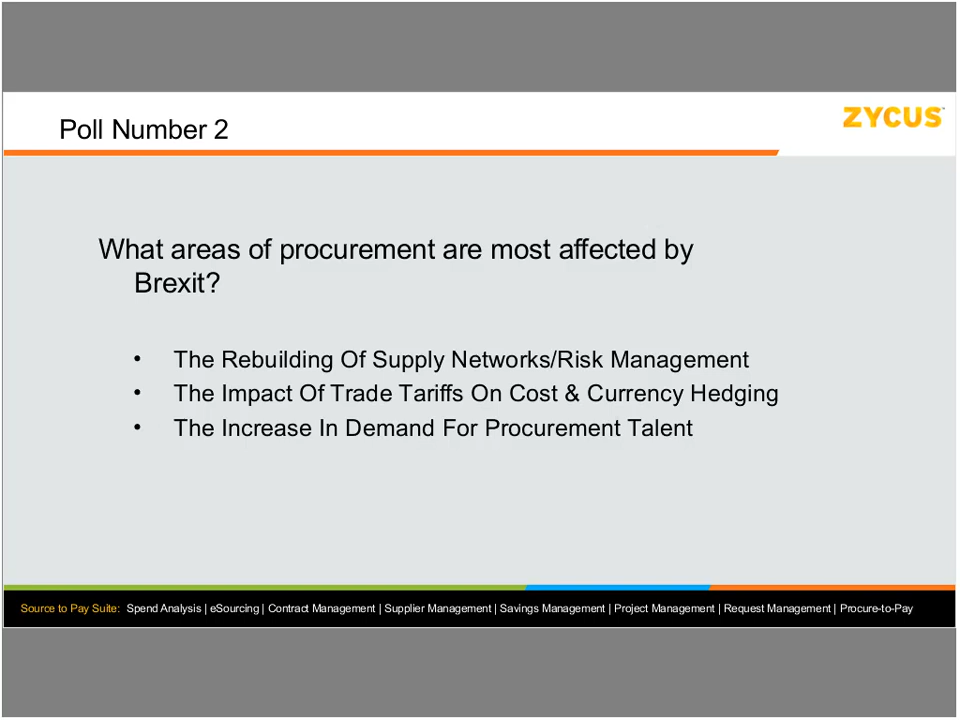 Poll Number 2
ZYCUS™
What areas of procurement are most affected by
Brexit?
• The Rebuilding Of Supply Networks/Risk Management
• The Impact Of Trade Tariffs On Cost & Currency Hedging
• The Increase In Demand For Procurement Talent
Source to Pay Suite: Spend Analysis | eSourcing | Contract Management | Supplier Management | Savings Management | Project Management | Request Management | Procure-to-Pay